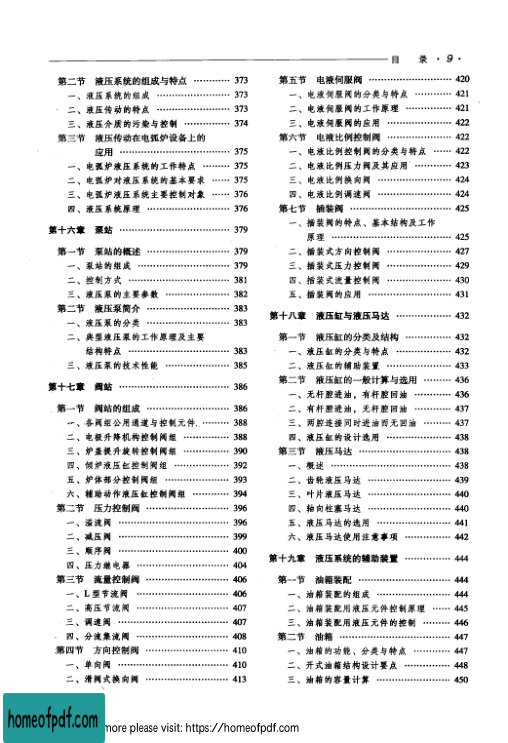 目 录 ·9·
第二节 液压系统的组成与特点 ………… 373
一、液压系统的组成 ………… 373
二、液压传动的特点 ………… 373
三、液压介质的污染与控制 ………… 374
第三节 液压传动在电弧炉设备上的
应用 ………… 375
一、电弧炉液压系统的工作特点 ………… 375
二、电弧炉对液压系统的基本要求 ………… 375
三、电弧炉液压系统主要控制对象 ………… 376
四、液压系统原理 ………… 376
第十六章 泵站 ………… 379
第一节 泵站的概述 ………… 379
一、泵站的组成 ………… 379
二、控制方式 ………… 381
三、液压泵的主要参数 ………… 382
第二节 液压泵简介 ………… 383
一、液压泵的分类 ………… 383
二、典型液压泵的工作原理及主要
结构特点 ………… 383
三、液压泵的技术性能 ………… 385
第十七章 阀站 ………… 386
第一节 阀站的组成 ………… 386
一、各阀组公用通道与控制元件 ………… 388
二、电极升降机构控制阀组 ………… 388
三、炉盖提升旋转控制阀组 ………… 390
四、倾炉液压缸控制阀组 ………… 392
五、炉体部分控制阀组 ………… 393
六、辅助动作液压缸控制阀组 ………… 394
第二节 压力控制阀 ………… 396
一、溢流阀 ………… 396
二、减压阀 ………… 399
三、顺序阀 ………… 400
四、压力继电器 ………… 404
第三节 流量控制阀 ………… 406
一、L型节流阀 ………… 406
二、高压节流阀 ………… 407
三、调速阀 ………… 407
四、分流集流阀 ………… 408
第四节 方向控制阀 ………… 410
一、单向阀 ………… 410
二、滑阀式换向阀 ………… 413
第五节 电液伺服阀 ………… 420
一、电液伺服阀的分类与特点 ………… 421
二、电液伺服阀的工作原理 ………… 421
三、电液伺服阀的应用 ………… 422
第六节 电液比例控制阀 ………… 422
一、电液比例控制阀的分类与特点 ………… 422
二、电液比例压力阀及其应用 ………… 423
三、电液比例换向阀 ………… 424
四、电液比例调速阀 ………… 424
第七节 插装阀 ………… 425
一、插装阀的特点、基本结构及工作
原理 ………… 425
二、插装式方向控制阀 ………… 427
三、插装式压力控制阀 ………… 429
四、插装式流量控制阀 ………… 430
五、插装阀的应用 ………… 431
第十八章 液压缸与液压马达 ………… 432
第一节 液压缸的分类及结构 ………… 432
一、液压缸的分类与特点 ………… 432
二、液压缸的辅助装置 ………… 433
第二节 液压缸的一般计算与选用 ………… 436
一、无杆腔进油，有杆腔回油 ………… 436
二、有杆腔进油，无杆腔回油 ………… 437
三、两腔连接同时进油而无回油 ………… 437
四、液压缸的设计选用 ………… 438
第三节 液压马达 ………… 438
一、概述 ………… 438
二、齿轮液压马达 ………… 439
三、叶片液压马达 ………… 440
四、轴向柱塞马达 ………… 440
五、液压马达的选用 ………… 441
六、液压马达使用注意事项 ………… 442
第十九章 液压系统的辅助装置 ………… 444
第一节 油箱装配 ………… 444
一、油箱装配的组成 ………… 444
二、油箱装配用液压元件控制原理 ………… 445
三、油箱装配用液压元件的控制 ………… 446
第二节 油箱 ………… 447
一、油箱的功能、分类与特点 ………… 447
二、开式油箱结构设计要点 ………… 448
三、油箱的容量计算 ………… 450
homeofpdf.com
more please visit: https://homeofpdf.com